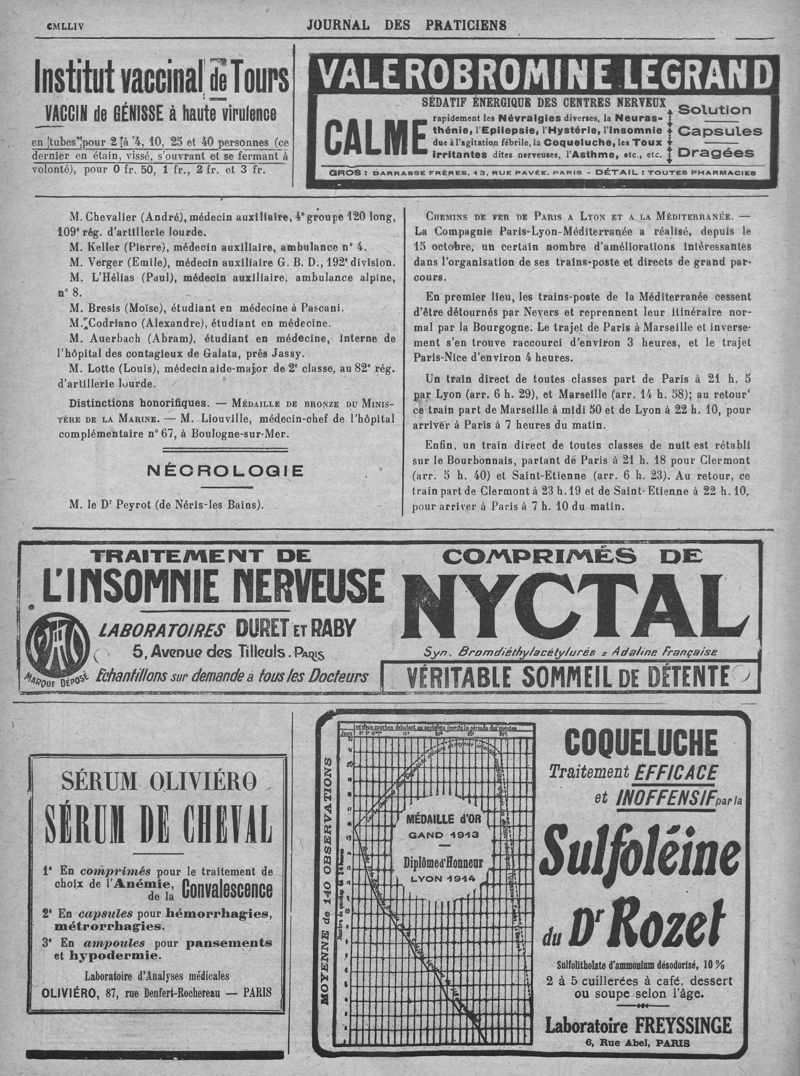 CMLLIV
JOURNAL DES PRATICIENS
Institut vaccinal de Tours
VACCIN de GÉNISSE à haute virulence
en tubes pour 2 à 4, 10, 25 et 40 personnes (ce
dernier en étain, vissé, s'ouvrant et se fermant à
volonté), pour 0 fr. 50, 1 fr., 2 fr. et 3 fr.
VALEROBROMINE LEGRAND
SÉDATIF ÉNERGIQUE DES CENTRES NERVEUX
CALME
rapidement les Névralgies diverses, la Neuras-
thénie, l'Epilepsie, l'Hystérie, l'Insomnie
due à l'agitation fébrile, la Coqueluche, les Toux
irritantes dites nerveuses, l'Asthme, etc., etc.
Solution
Capsules
Dragées
GROS : DARRASSE FRÈRES, 13, RUE PAVÉE, PARIS - DÉTAIL : TOUTES PHARMACIES
M. Chevalier (André), médecin auxiliaire, 4e groupe 120 long,
109e rég. d'artillerie lourde.
M. Keller (Pierre), médecin auxiliaire, ambulance n° 4.
M. Verger (Emile), médecin auxiliaire G. B. D., 192e division.
M. L'Hélias (Paul), médecin auxiliaire, ambulance alpine,
n° 8.
M. Bresis (Moïse), étudiant en médecine à Pascani.
M. Codriano (Alexandre), étudiant en médecine.
M. Auerbach (Abram), étudiant en médecine, interne de
l'hôpital des contagieux de Galata, près Jassy.
M. Lotte (Louis), médecin aide-major de 2e classe, au 82e rég.
d'artillerie lourde.
Distinctions honorifiques. — MÉDAILLE DE BRONZE DU MINIS-
TÈRE DE LA MARINE. — M. Liouville, médecin-chef de l'hôpital
complémentaire n° 67, à Boulogne-sur-Mer.
NÉCROLOGIE
M. le Dr Peyrot (de Néris-les Bains).
CHEMINS DE FER DE PARIS A LYON ET A LA MÉDITERRANÉE. —
La Compagnie Paris-Lyon-Méditerranée a réalisé, depuis le
15 octobre, un certain nombre d'améliorations intéressantes
dans l'organisation de ses trains-poste et directs de grand par-
cours.
En premier lieu, les trains-poste de la Méditerranée cessent
d'être détournés par Nevers et reprennent leur itinéraire nor-
mal par la Bourgogne. Le trajet de Paris à Marseille et inverse-
ment s'en trouve raccourci d'environ 3 heures, et le trajet
Paris-Nice d'environ 4 heures.
Un train direct de toutes classes part de Paris à 21 h. 5
par Lyon (arr. 6 h. 29), et Marseille (arr. 14 h. 58); au retour
ce train part de Marseille à midi 50 et de Lyon à 22 h. 10, pour
arriver à Paris à 7 heures du matin.
Enfin, un train direct de toutes classes de nuit est rétabli
sur le Bourbonnais, partant de Paris à 21 h. 18 pour Clermont
(arr. 5 h. 40) et Saint-Etienne (arr. 6 h. 23). Au retour, ce
train part de Clermont à 23 h. 19 et de Saint-Etienne à 22 h. 10,
pour arriver à Paris à 7 h. 10 du matin.
TRAITEMENT DE
L'INSOMNIE NERVEUSE
LABORATOIRES DURET ET RABY
5, Avenue des Tilleuls. PARIS
MARQUE DÉPOSÉ
Echantillons sur demande à tous les Docteurs
COMPRIMÉS DE
NYCTAL
Syn. Bromdiéthylacétylurée = Adaline Française
VÉRITABLE SOMMEIL DE DÉTENTE
SÉRUM OLIVIÉRO
SÉRUM DE CHEVAL
1° En comprimés pour le traitement de
choix de l'Anémie,
de la Convalescence
2° En capsules pour hémorrhagies,
métrorrhagies.
3° En ampoules pour pansements
et hypodermie.
Laboratoire d'Analyses médicales
OLIVIÉRO, 87, rue Denfert-Rochereau — PARIS
MOYENNE de 140 OBSERVATIONS
MÉDAILLE D'OR
GAND 1913
Diplôme d'Honneur
LYON 1914
COQUELUCHE
Traitement EFFICACE
et INOFFENSIF par la
Sulfoléine
du Dr Rozet
Sulfolitholate d'ammonium désodorisé, 10 %
2 à 5 cuillerées à café, dessert
ou soupe selon l'âge.
Laboratoire FREYSSINGE
6, Rue Abel, PARIS